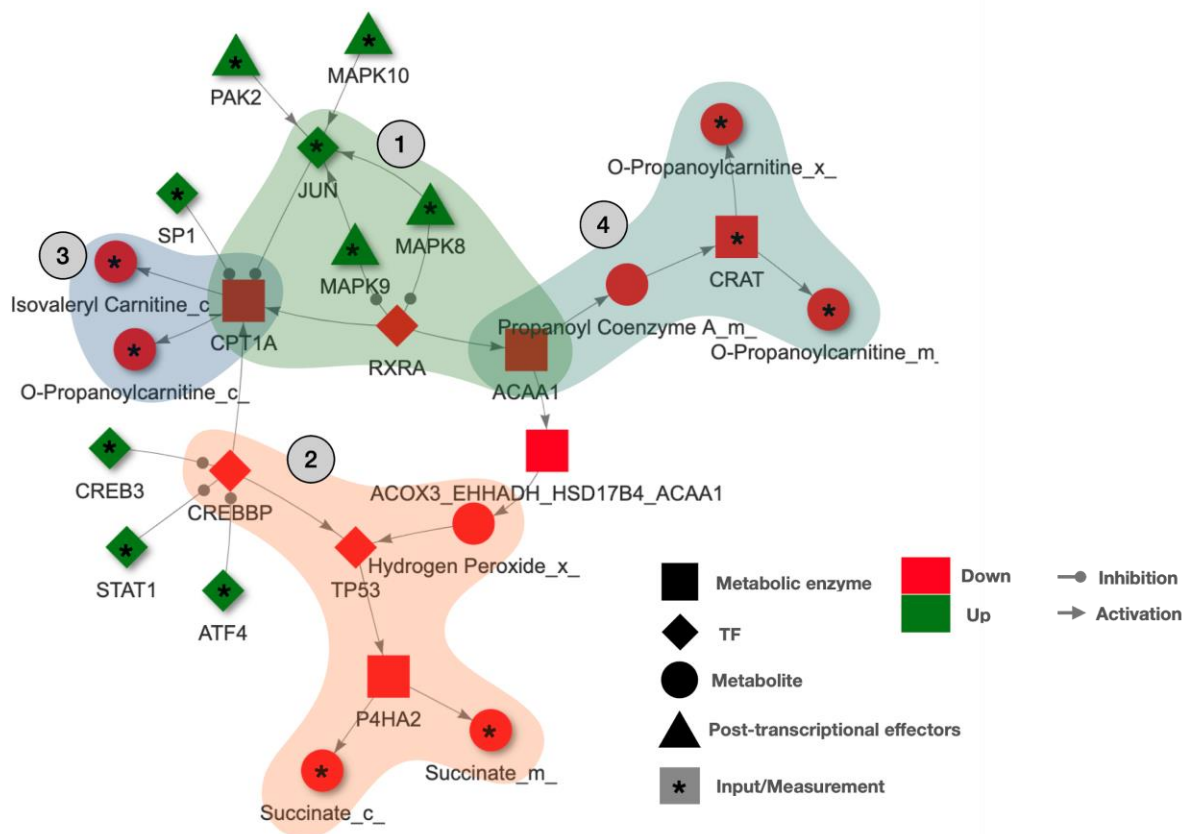 MAPK10
PAK2
1
JUN
O-Propanoylcarnitine_x_
SP1
MAPK8
4
3
MAPK9
CRAT
Isovaleryl Carnitine_c_
CPT1A
Propanoyl Coenzyme A_m_
O-Propanoylcarnitine_m_
RXRA
ACAA1
O-Propanoylcarnitine_c_
2
CREB3
CREBBP
ACOX3_EHHADH_HSD17B4_ACAA1
STAT1
TP53
Hydrogen Peroxide_x_
ATF4
P4HA2
Succinate_m_
Succinate_c_
Metabolic enzyme
TF
Metabolite
Post-transcriptional effectors
* Input/Measurement
Down
Up
Inhibition
Activation